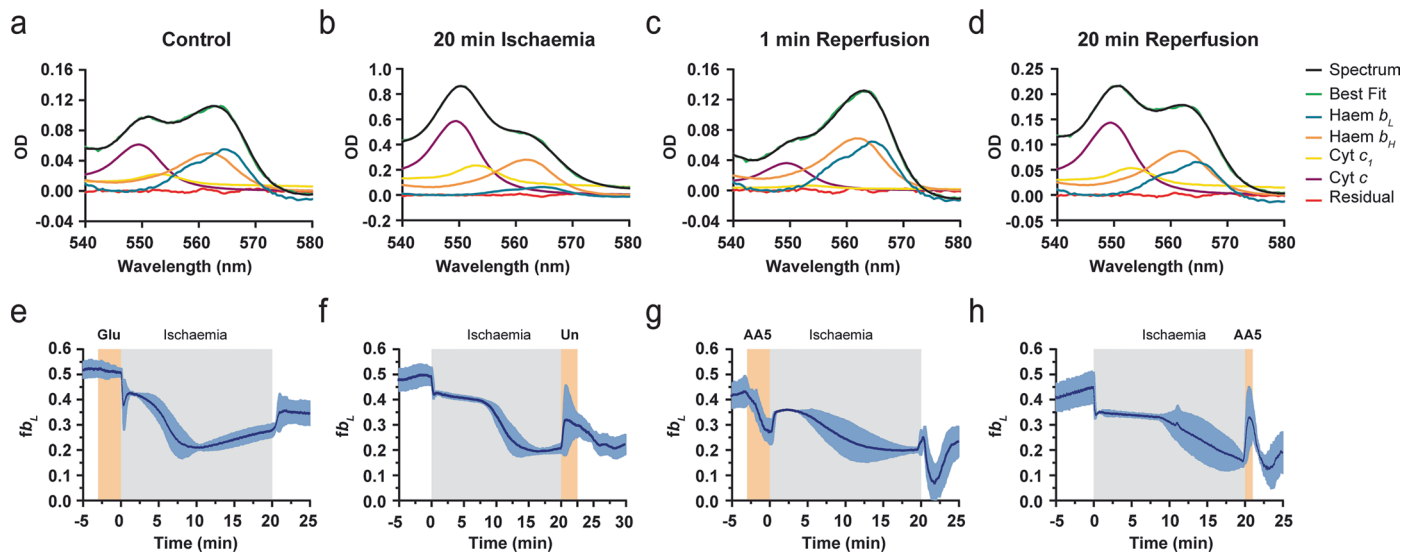 a
Control
0.16
0.12
0.08
0.04
0.00
-0.04
OD
540 550 560 570 580
Wavelength (nm)
b
20 min Ischaemia
1.0
0.8
0.6
0.4
0.2
0.0
-0.2
OD
540 550 560 570 580
Wavelength (nm)
c
1 min Reperfusion
0.16
0.12
0.08
0.04
0.00
-0.04
OD
540 550 560 570 580
Wavelength (nm)
d
20 min Reperfusion
0.25
0.20
0.15
0.10
0.05
0.00
-0.05
OD
540 550 560 570 580
Wavelength (nm)
Spectrum
Best Fit
Haem bL
Haem bH
Cyt c1
Cyt c
Residual
e
Glu Ischaemia
0.6
0.5
0.4
0.3
0.2
0.1
0.0
fbL
-5 0 5 10 15 20 25
Time (min)
f
Ischaemia Un
0.6
0.5
0.4
0.3
0.2
0.1
0.0
fbL
-5 0 5 10 15 20 25 30
Time (min)
g
AA5 Ischaemia
0.6
0.5
0.4
0.3
0.2
0.1
0.0
fbL
-5 0 5 10 15 20 25
Time (min)
h
Ischaemia AA5
0.6
0.5
0.4
0.3
0.2
0.1
0.0
fbL
-5 0 5 10 15 20 25
Time (min)